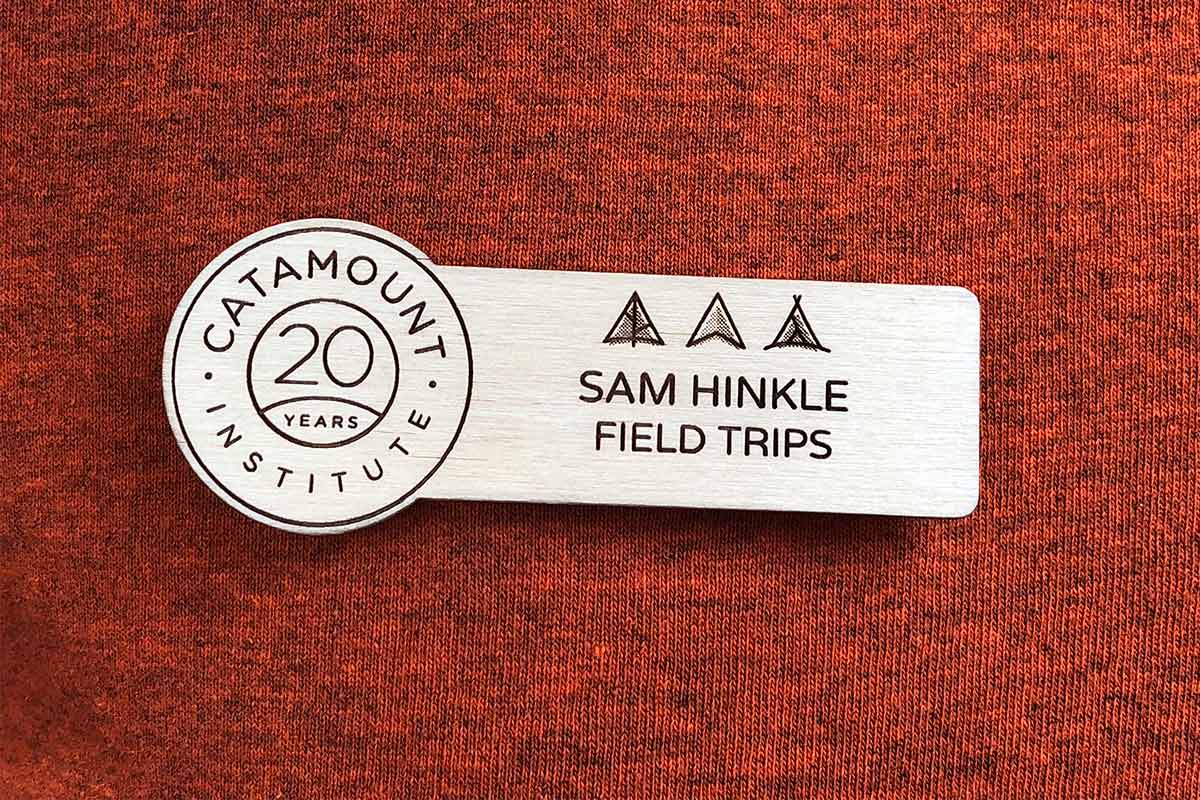 CATAMOUNT
20
YEARS
INSTITUTE
SAM HINKLE
FIELD TRIPS